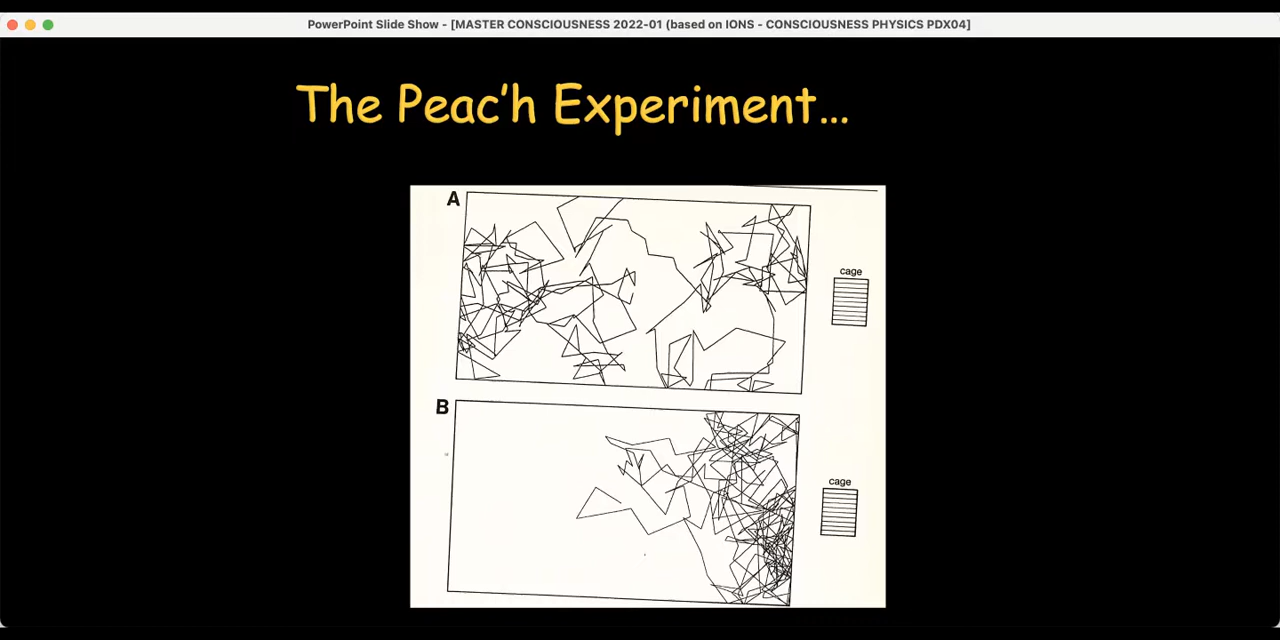 PowerPoint Slide Show - [MASTER CONSCIOUSNESS 2022-01 (based on IONS - CONSCIOUSNESS PHYSICS PDX04]
The Peac'h Experiment...
A
cage
B
cage